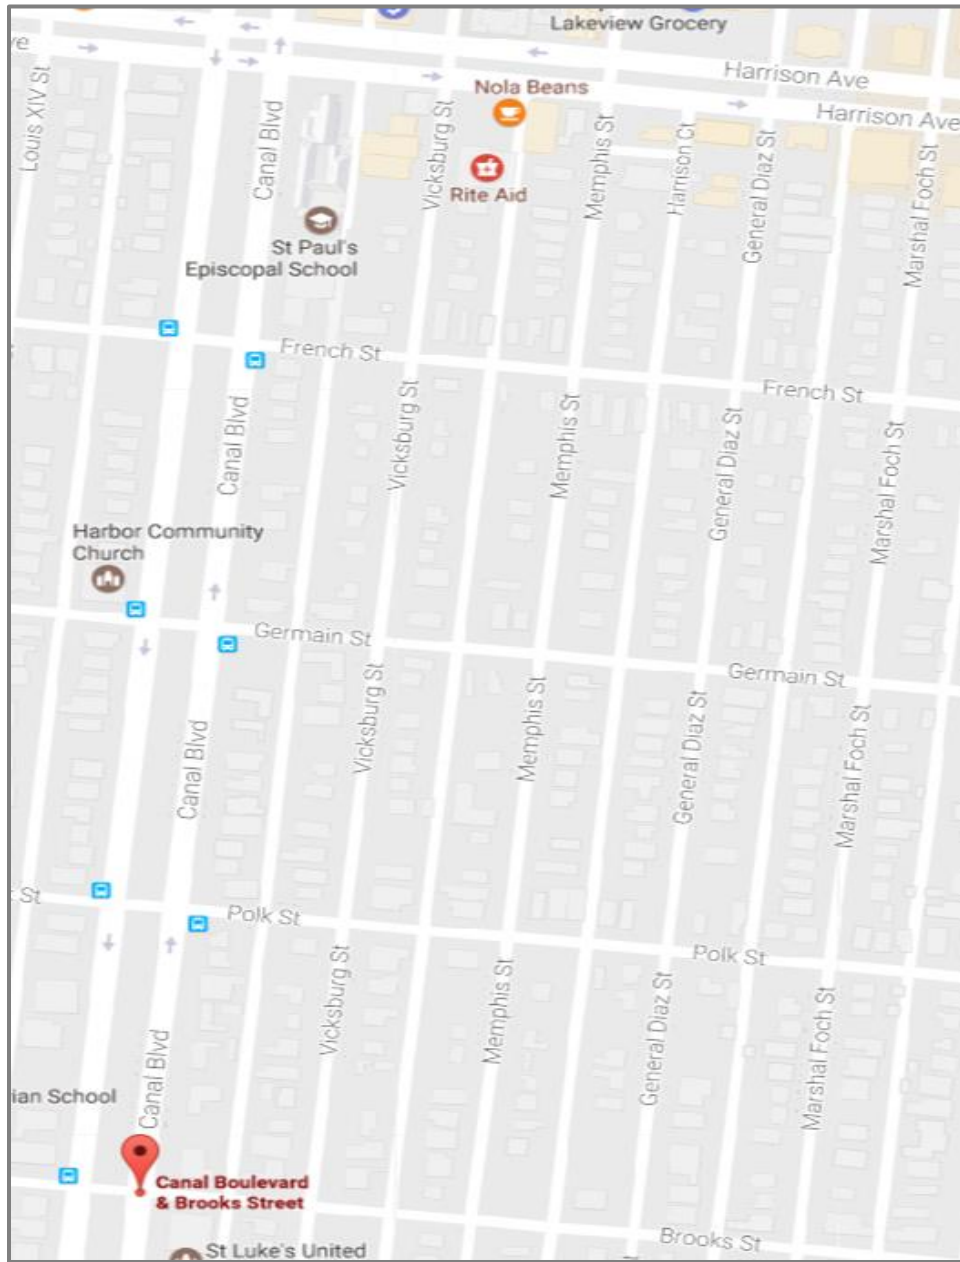 Lakeview Grocery
ve
Harrison Ave
Nola Beans
Harrison Ave
Louis XIV St
Canal Blvd
Vicksburg St
Memphis St
Harrison Ct
General Diaz St
Marshal Foch St
Rite Aid
St Paul's
Episcopal School
French St
French St
Canal Blvd
Vicksburg St
Memphis St
General Diaz St
Marshal Foch St
Harbor Community
Church
Germain St
Germain St
Canal Blvd
Vicksburg St
Memphis St
General Diaz St
Marshal Foch St
St
Polk St
Polk St
Canal Blvd
Vicksburg St
Memphis St
General Diaz St
Marshal Foch St
ian School
Canal Boulevard
& Brooks Street
Brooks St
St Luke's United